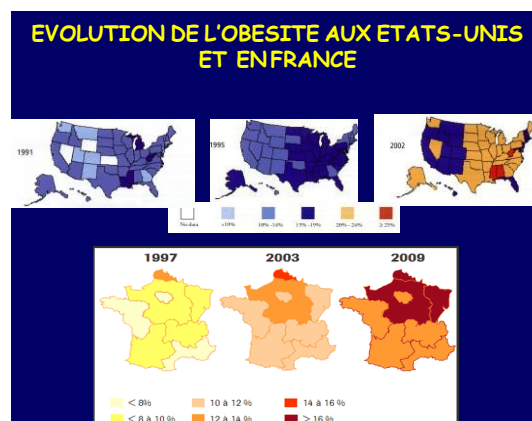 EVOLUTION DE L'OBESITE AUX ETATS-UNIS
ET EN FRANCE
1991
1995
2002
No data
<10%
10% -14%
15% -19%
20% -24%
≥ 25%
1997
2003
2009
< 8%
10 à 12 %
14 à 16 %
< 8 à 10 %
12 à 14 %
> 16 %